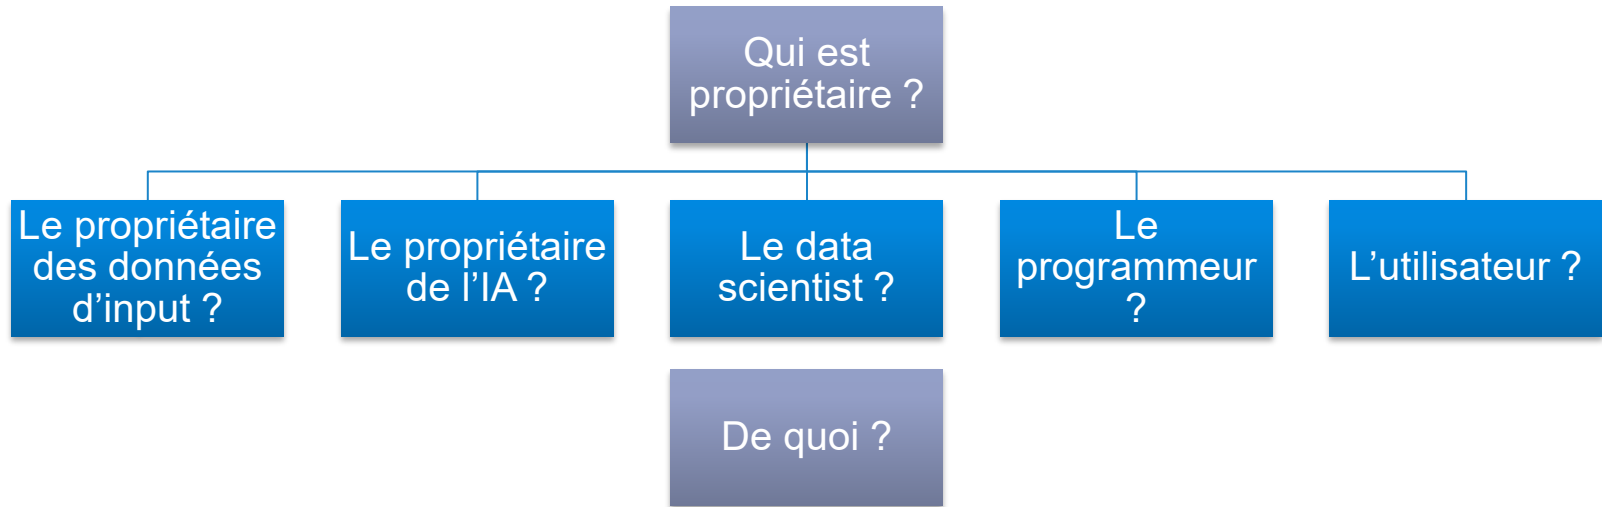 Qui est
propriétaire ?
Le propriétaire
des données
d’input ?
Le propriétaire
de l’IA ?
Le data
scientist ?
Le
programmeur
?
L’utilisateur ?
De quoi ?